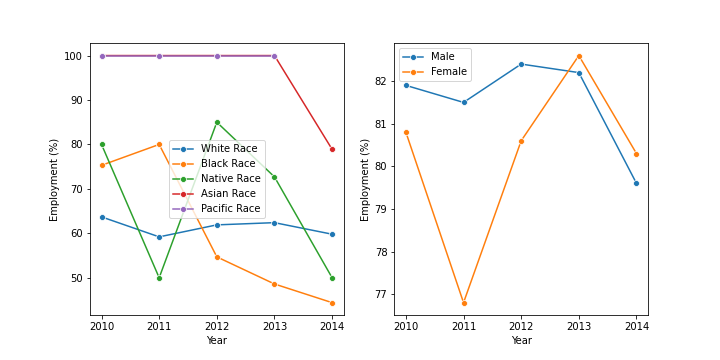 100
90
80
70
60
50
Employment (%)
White Race
Black Race
Native Race
Asian Race
Pacific Race
2010 2011 2012 2013 2014
Year
82
81
80
79
78
77
Employment (%)
Male
Female
2010 2011 2012 2013 2014
Year